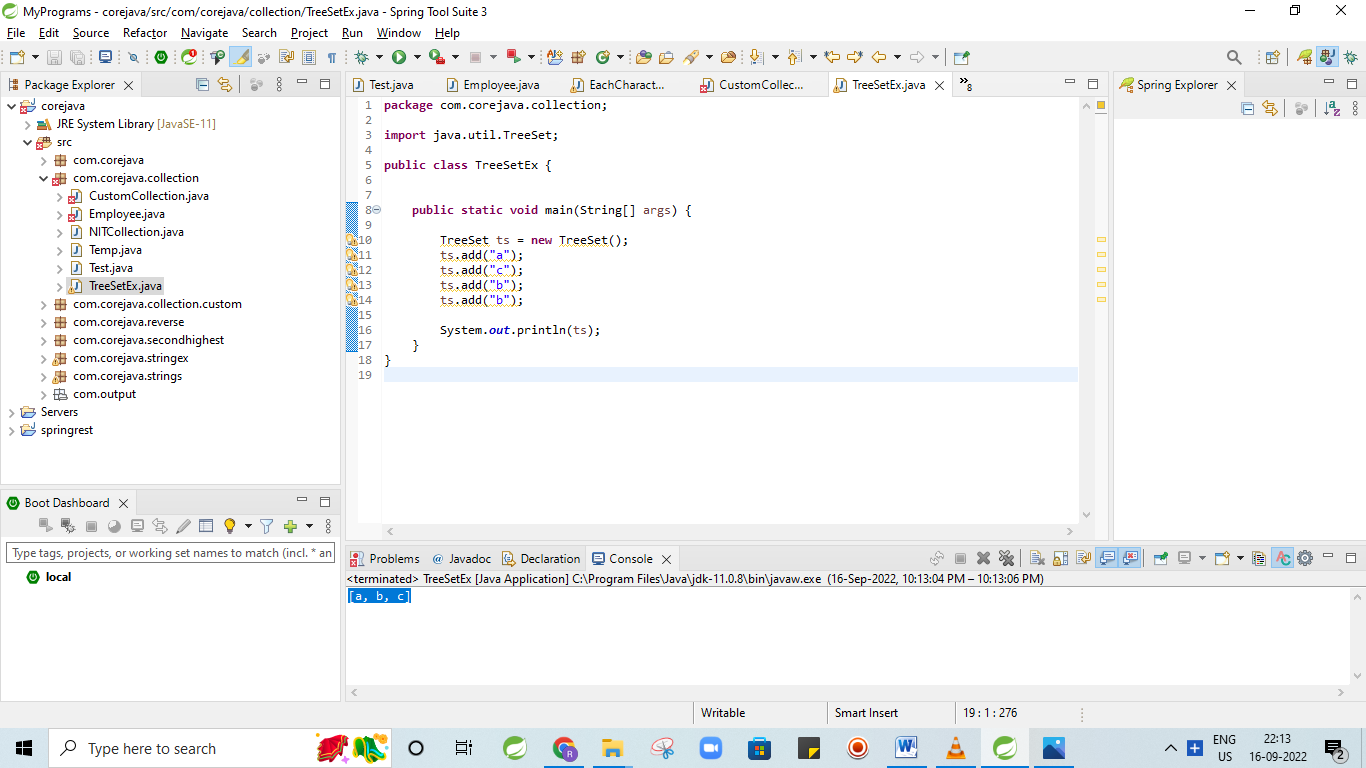 MyPrograms - corejava/src/com/corejava/collection/TreeSetEx.java - Spring Tool Suite 3
File Edit Source Refactor Navigate Search Project Run Window Help
Package Explorer
corejava
JRE System Library [JavaSE-11]
src
com.corejava
com.corejava.collection
CustomCollection.java
Employee.java
NITCollection.java
Temp.java
Test.java
TreeSetEx.java
com.corejava.collection.custom
com.corejava.reverse
com.corejava.secondhighest
com.corejava.stringex
com.corejava.strings
com.output
Servers
springrest
Boot Dashboard
Type tags, projects, or working set names to match (incl. * an
local
Test.java Employee.java EachCharact... CustomCollec... TreeSetEx.java »8
1 package com.corejava.collection;
2
3 import java.util.TreeSet;
4
5 public class TreeSetEx {
6
7
8 public static void main(String[] args) {
9
10 TreeSet ts = new TreeSet();
11 ts.add("a");
12 ts.add("c");
13 ts.add("b");
14 ts.add("b");
15
16 System.out.println(ts);
17 }
18 }
19
Spring Explorer
Problems @ Javadoc Declaration Console
<terminated> TreeSetEx [Java Application] C:\Program Files\Java\jdk-11.0.8\bin\javaw.exe (16-Sep-2022, 10:13:04 PM – 10:13:06 PM)
[a, b, c]
Writable Smart Insert 19 : 1 : 276
Type here to search
ENG
US
22:13
16-09-2022
2